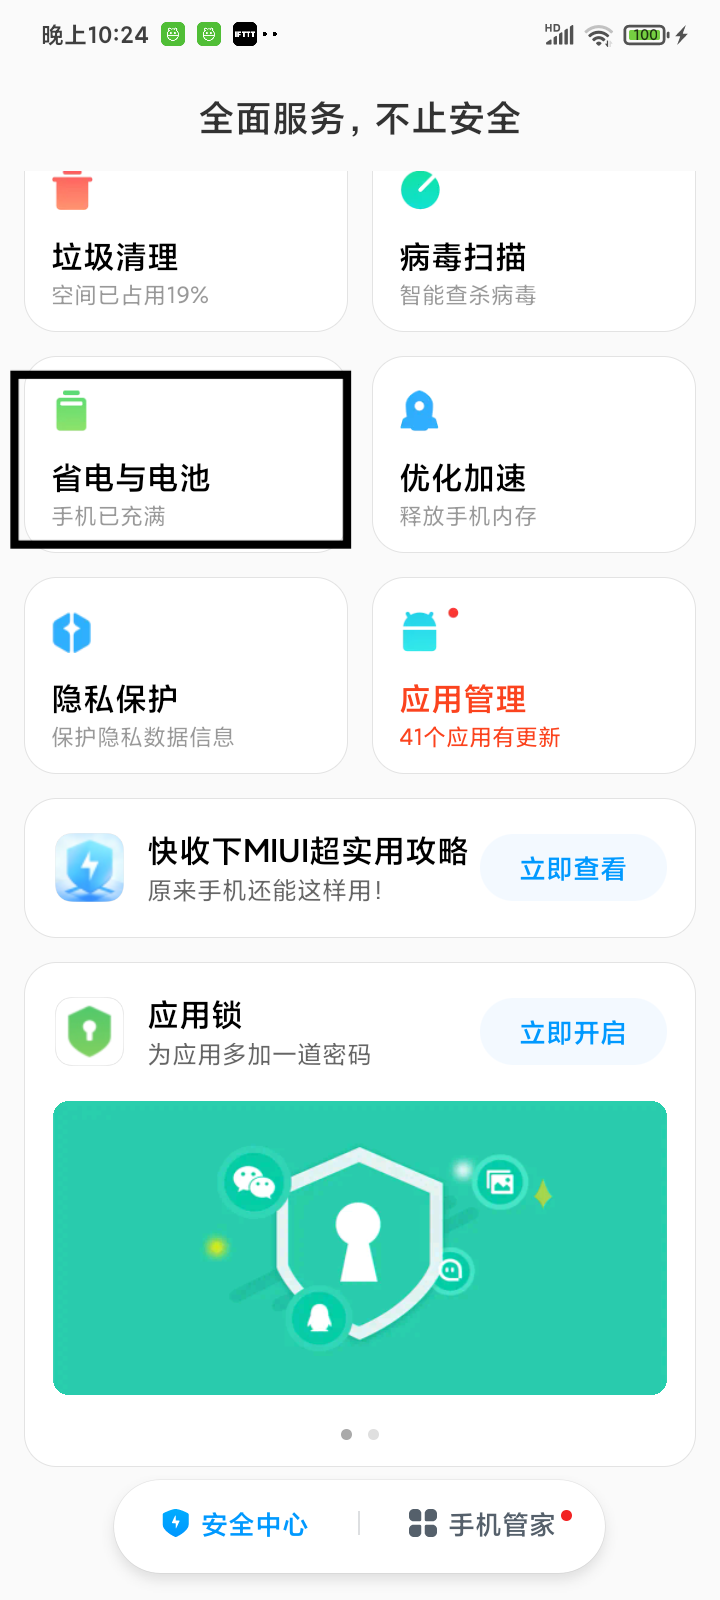 晚上10:24 IFTTT HD 100
全面服务，不止安全
垃圾清理
空间已占用19%
病毒扫描
智能查杀病毒
省电与电池
手机已充满
优化加速
释放手机内存
隐私保护
保护隐私数据信息
应用管理
41个应用有更新
快收下MIUI超实用攻略
原来手机还能这样用！
立即查看
应用锁
为应用多加一道密码
立即开启
安全中心
手机管家